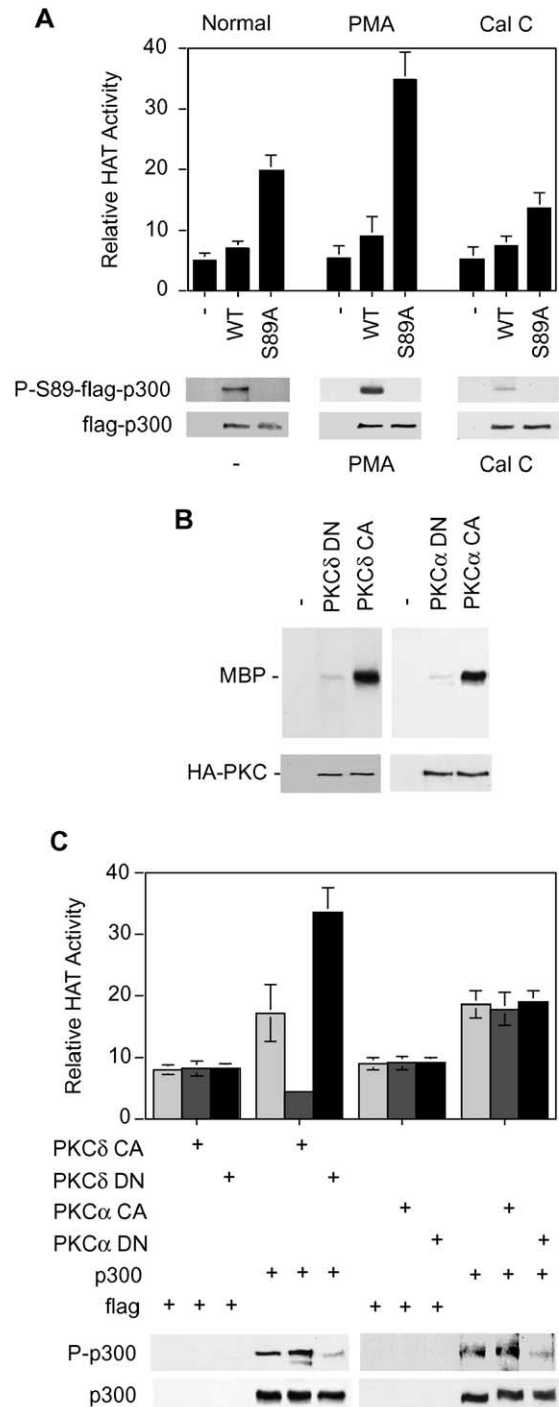 A
Normal PMA Cal C
Relative HAT Activity
40
30
20
10
0
- WT S89A - WT S89A - WT S89A
P-S89-flag-p300
flag-p300
- PMA Cal C
B
- PKCδ DN PKCδ CA - PKCα DN PKCα CA
MBP -
HA-PKC -
C
Relative HAT Activity
40
30
20
10
0
PKCδ CA + +
PKCδ DN + +
PKCα CA + +
PKCα DN + +
p300 + + + + + +
flag + + + + + +
P-p300
p300